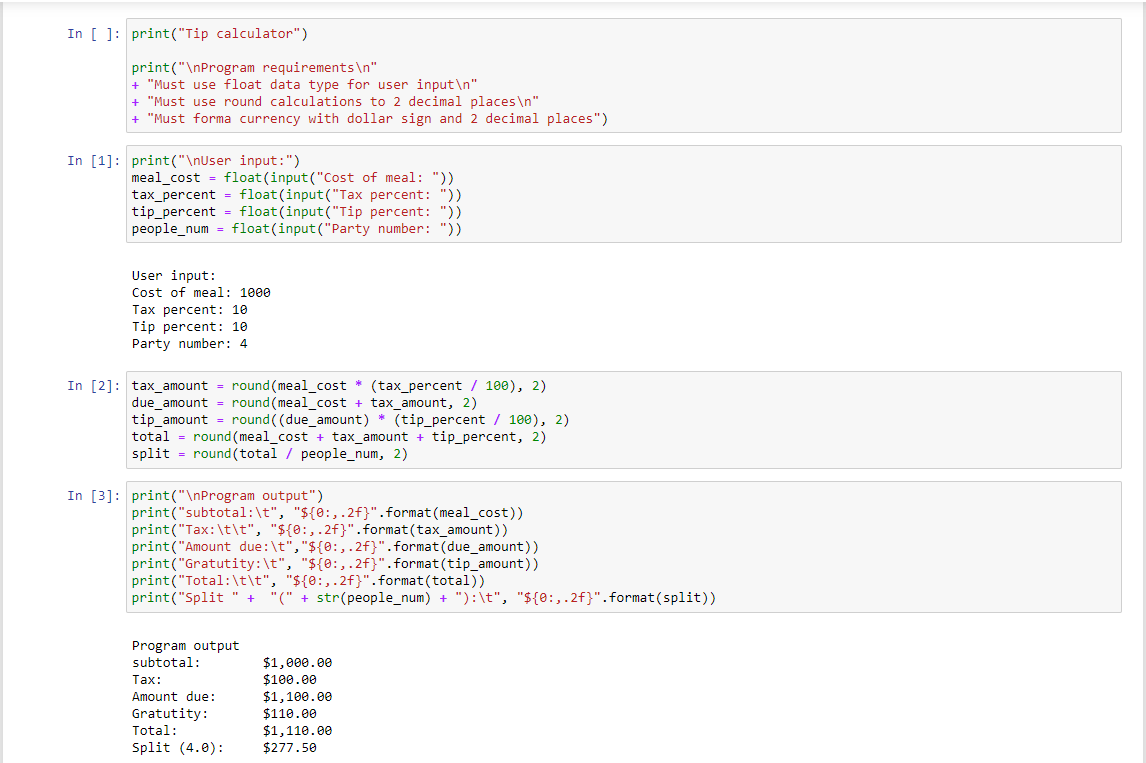 In [ ]: print("Tip calculator")
print("\nProgram requirements\n"
+ "Must use float data type for user input\n"
+ "Must use round calculations to 2 decimal places\n"
+ "Must forma currency with dollar sign and 2 decimal places")
In [1]: print("\nUser input:")
meal_cost = float(input("Cost of meal: "))
tax_percent = float(input("Tax percent: "))
tip_percent = float(input("Tip percent: "))
people_num = float(input("Party number: "))
User input:
Cost of meal: 1000
Tax percent: 10
Tip percent: 10
Party number: 4
In [2]: tax_amount = round(meal_cost * (tax_percent / 100), 2)
due_amount = round(meal_cost + tax_amount, 2)
tip_amount = round((due_amount) * (tip_percent / 100), 2)
total = round(meal_cost + tax_amount + tip_percent, 2)
split = round(total / people_num, 2)
In [3]: print("\nProgram output")
print("subtotal:\t", "${0:,.2f}".format(meal_cost))
print("Tax:\t\t", "${0:,.2f}".format(tax_amount))
print("Amount due:\t","${0:,.2f}".format(due_amount))
print("Gratutity:\t", "${0:,.2f}".format(tip_amount))
print("Total:\t\t", "${0:,.2f}".format(total))
print("Split " +  "(" + str(people_num) + "):\t", "${0:,.2f}".format(split))
Program output
subtotal: $1,000.00
Tax: $100.00
Amount due: $1,100.00
Gratutity: $110.00
Total: $1,110.00
Split (4.0): $277.50